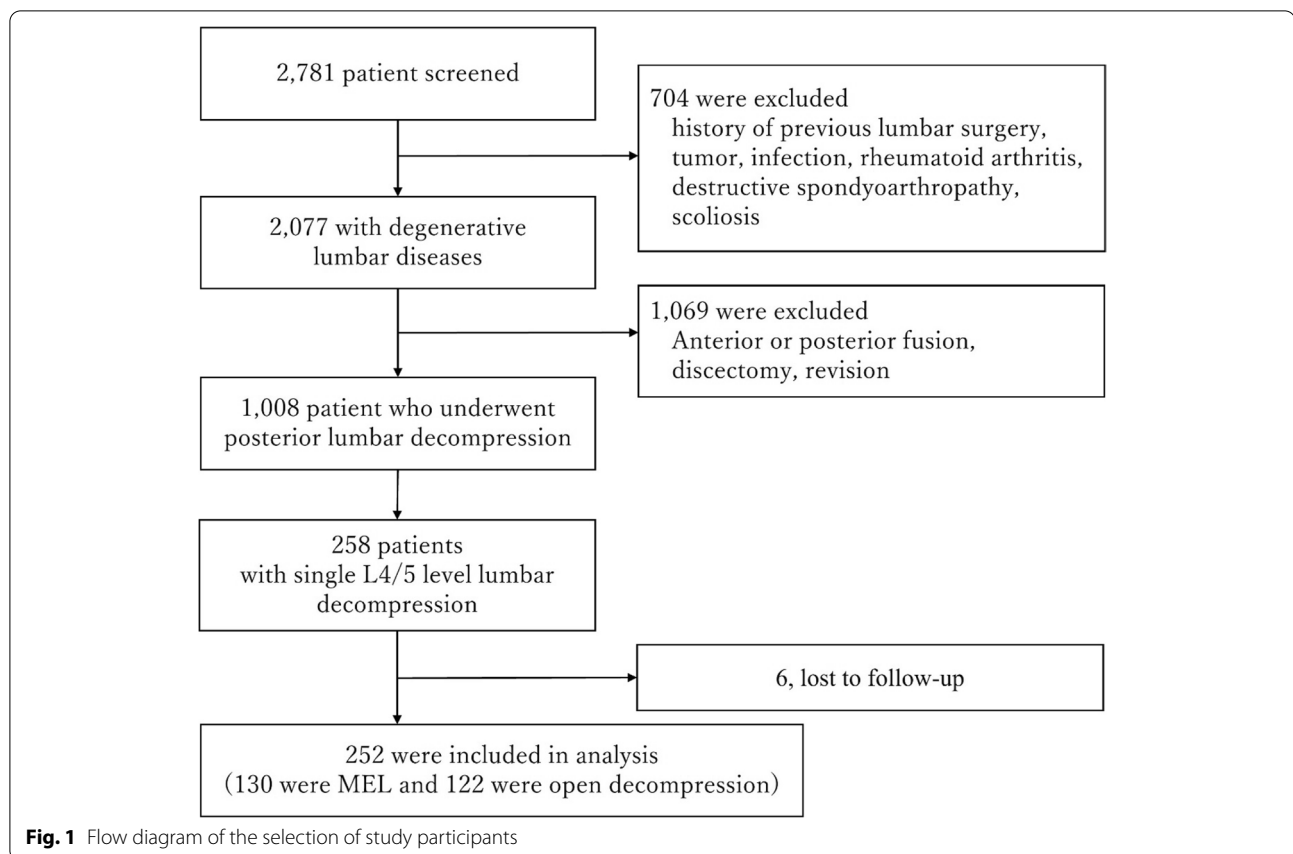 2,781 patient screened
704 were excluded
history of previous lumbar surgery,
tumor, infection, rheumatoid arthritis,
destructive spondyoarthropathy,
scoliosis
2,077 with degenerative
lumbar diseases
1,069 were excluded
Anterior or posterior fusion,
discectomy, revision
1,008 patient who underwent
posterior lumbar decompression
258 patients
with single L4/5 level lumbar
decompression
6, lost to follow-up
252 were included in analysis
(130 were MEL and 122 were open decompression)
Fig. 1 Flow diagram of the selection of study participants